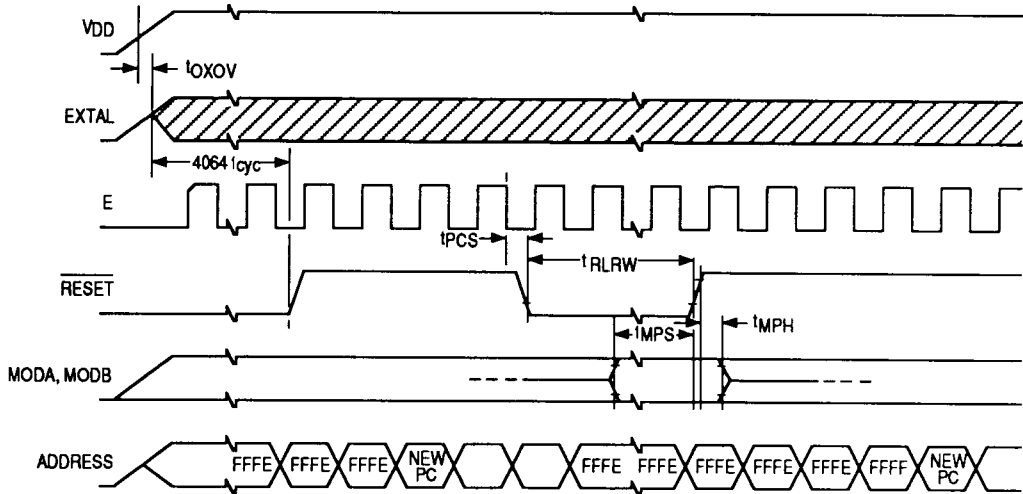 VDD
tOXOV
EXTAL
4064 tcyc
E
tPCS
tRLRW
RESET
tMPS
tMPH
MODA, MODB
ADDRESS
FFFE FFFE FFFE NEW PC FFFE FFFE FFFE FFFE FFFE FFFF NEW PC